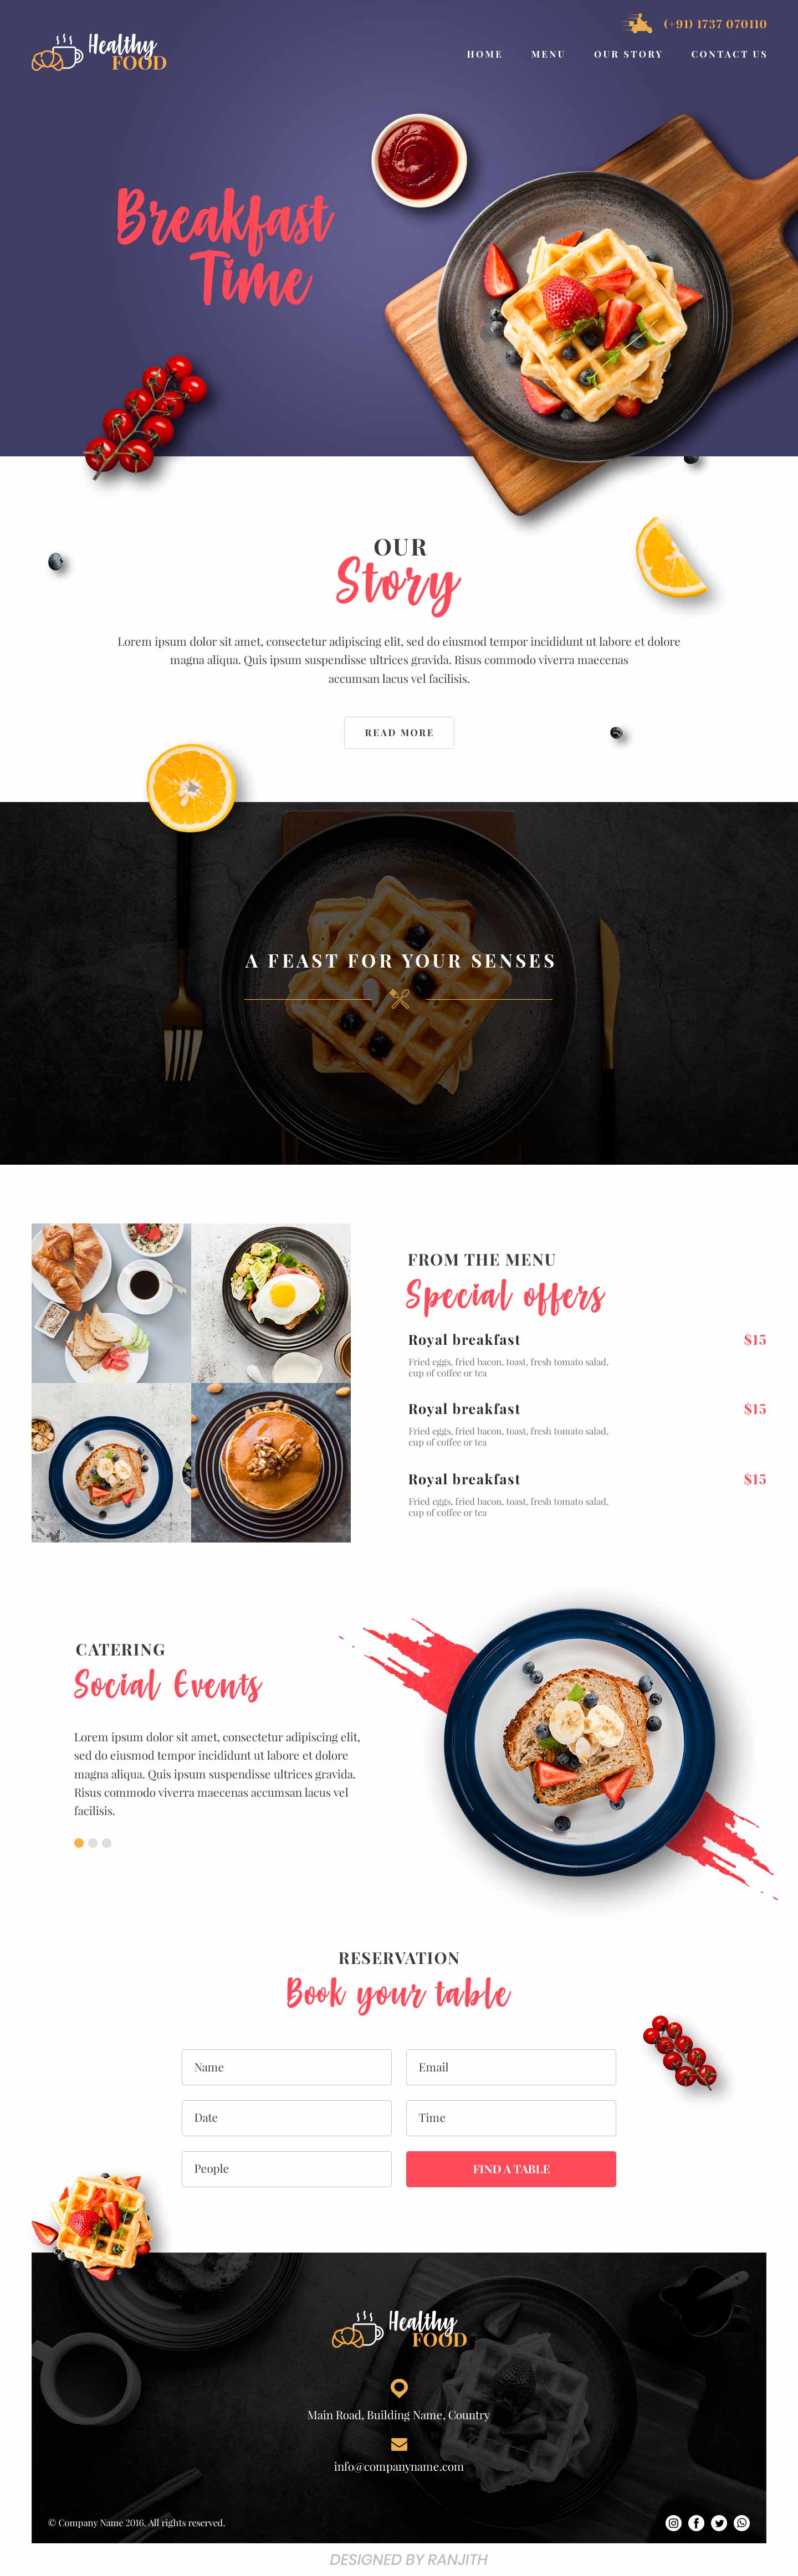 (+91) 1737 070110
Healthy
FOOD
HOME MENU OUR STORY CONTACT US
Breakfast
Time
OUR
Story
Lorem ipsum dolor sit amet, consectetur adipiscing elit, sed do eiusmod tempor incididunt ut labore et dolore
magna aliqua. Quis ipsum suspendisse ultrices gravida. Risus commodo viverra maecenas
accumsan lacus vel facilisis.
READ MORE
A FEAST FOR YOUR SENSES
FROM THE MENU
Special offers
Royal breakfast $15
Fried eggs, fried bacon, toast, fresh tomato salad,
cup of coffee or tea
Royal breakfast $15
Fried eggs, fried bacon, toast, fresh tomato salad,
cup of coffee or tea
Royal breakfast $15
Fried eggs, fried bacon, toast, fresh tomato salad,
cup of coffee or tea
CATERING
Social Events
Lorem ipsum dolor sit amet, consectetur adipiscing elit,
sed do eiusmod tempor incididunt ut labore et dolore
magna aliqua. Quis ipsum suspendisse ultrices gravida.
Risus commodo viverra maecenas accumsan lacus vel
facilisis.
RESERVATION
Book your table
Name Email
Date Time
People FIND A TABLE
Healthy
FOOD
Main Road, Building Name, Country
info@companyname.com
© Company Name 2016. All rights reserved.
DESIGNED BY RANJITH